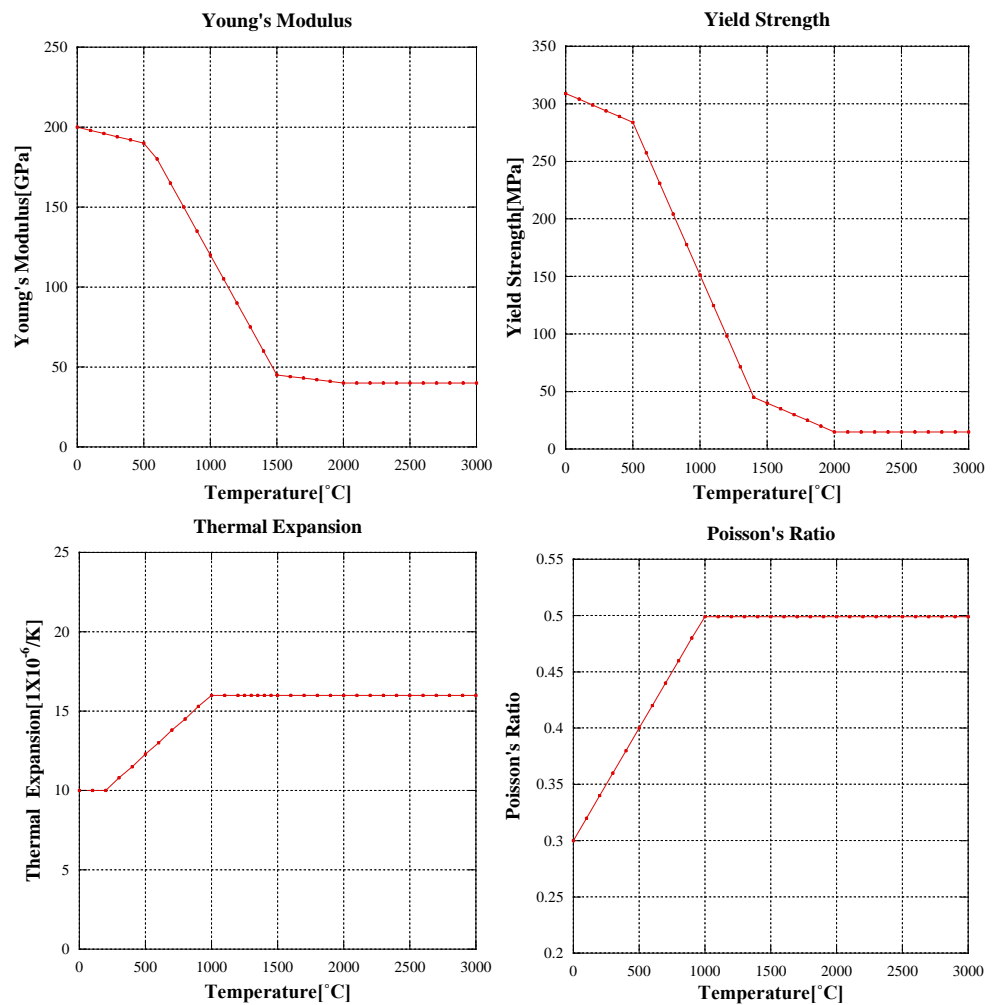 Young's Modulus
250
200
150
100
50
0
Young's Modulus[GPa]
0 500 1000 1500 2000 2500 3000
Temperature[°C]
Yield Strength
350
300
250
200
150
100
50
0
Yield Strength[MPa]
0 500 1000 1500 2000 2500 3000
Temperature[°C]
Thermal Expansion
25
20
15
10
5
0
Thermal Expansion[1X10⁻⁶/K]
0 500 1000 1500 2000 2500 3000
Temperature[°C]
Poisson's Ratio
0.55
0.5
0.45
0.4
0.35
0.3
0.25
0.2
Poisson's Ratio
0 500 1000 1500 2000 2500 3000
Temperature[°C]